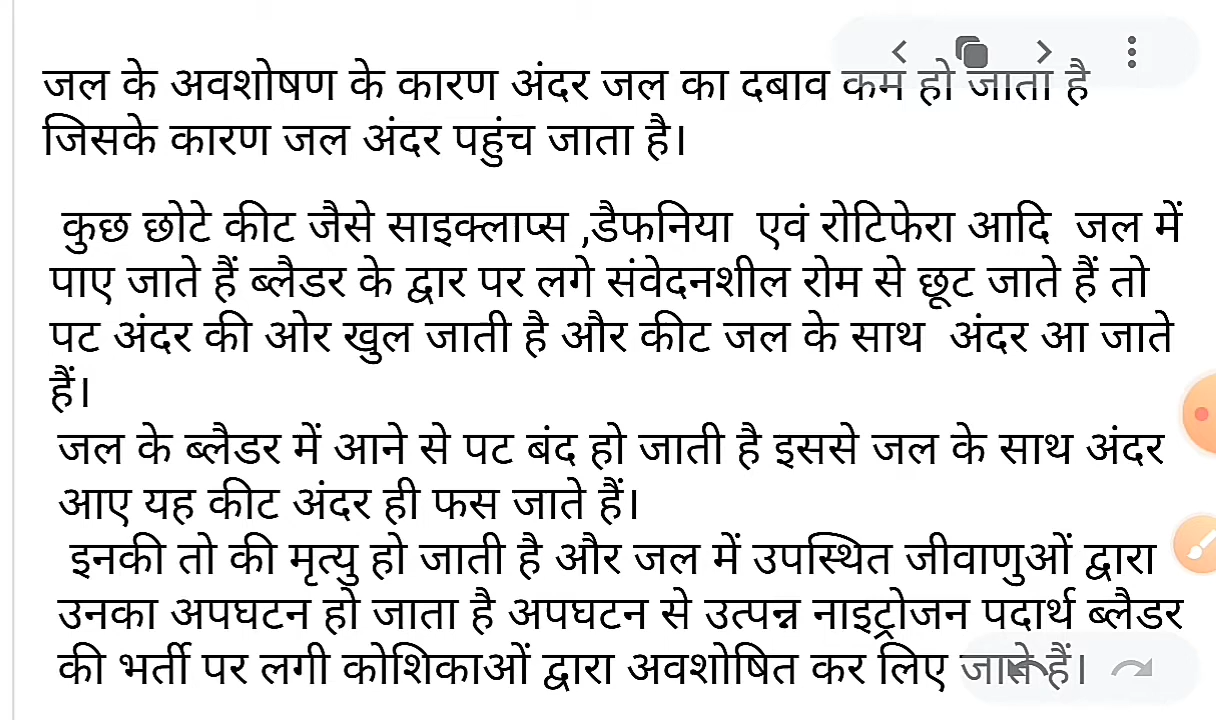 जल के अवशोषण के कारण अंदर जल का दबाव कम हो जाता है
जिसके कारण जल अंदर पहुंच जाता है।
कुछ छोटे कीट जैसे साइक्लाप्स ,डैफनिया एवं रोटिफेरा आदि जल में
पाए जाते हैं ब्लैडर के द्वार पर लगे संवेदनशील रोम से छूट जाते हैं तो
पट अंदर की ओर खुल जाती है और कीट जल के साथ अंदर आ जाते
हैं।
जल के ब्लैडर में आने से पट बंद हो जाती है इससे जल के साथ अंदर
आए यह कीट अंदर ही फस जाते हैं।
इनकी तो की मृत्यु हो जाती है और जल में उपस्थित जीवाणुओं द्वारा
उनका अपघटन हो जाता है अपघटन से उत्पन्न नाइट्रोजन पदार्थ ब्लैडर
की भर्ती पर लगी कोशिकाओं द्वारा अवशोषित कर लिए जाते हैं।